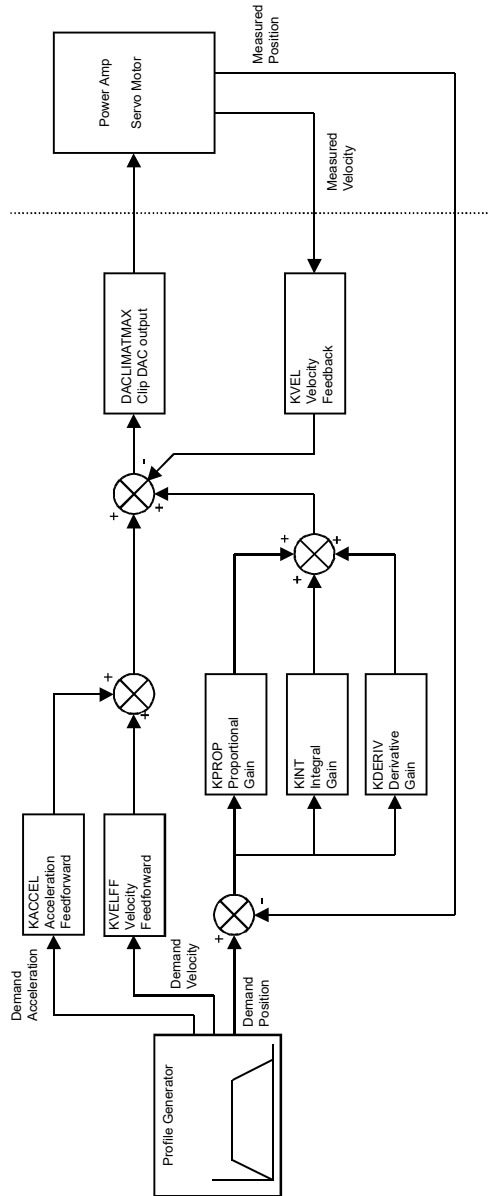 Profile Generator
Demand
Acceleration
Demand
Velocity
Demand
Position
KACCEL
Acceleration
Feedforward
KVELFF
Velocity
Feedforward
+
+
+
-
KPROP
Proportional
Gain
KINT
Integral
Gain
KDERIV
Derivative
Gain
+
+
+
+
+
-
DACLIMATMAX
Clip DAC output
KVEL
Velocity
Feedback
Power Amp
Servo Motor
Measured
Velocity
Measured
Position